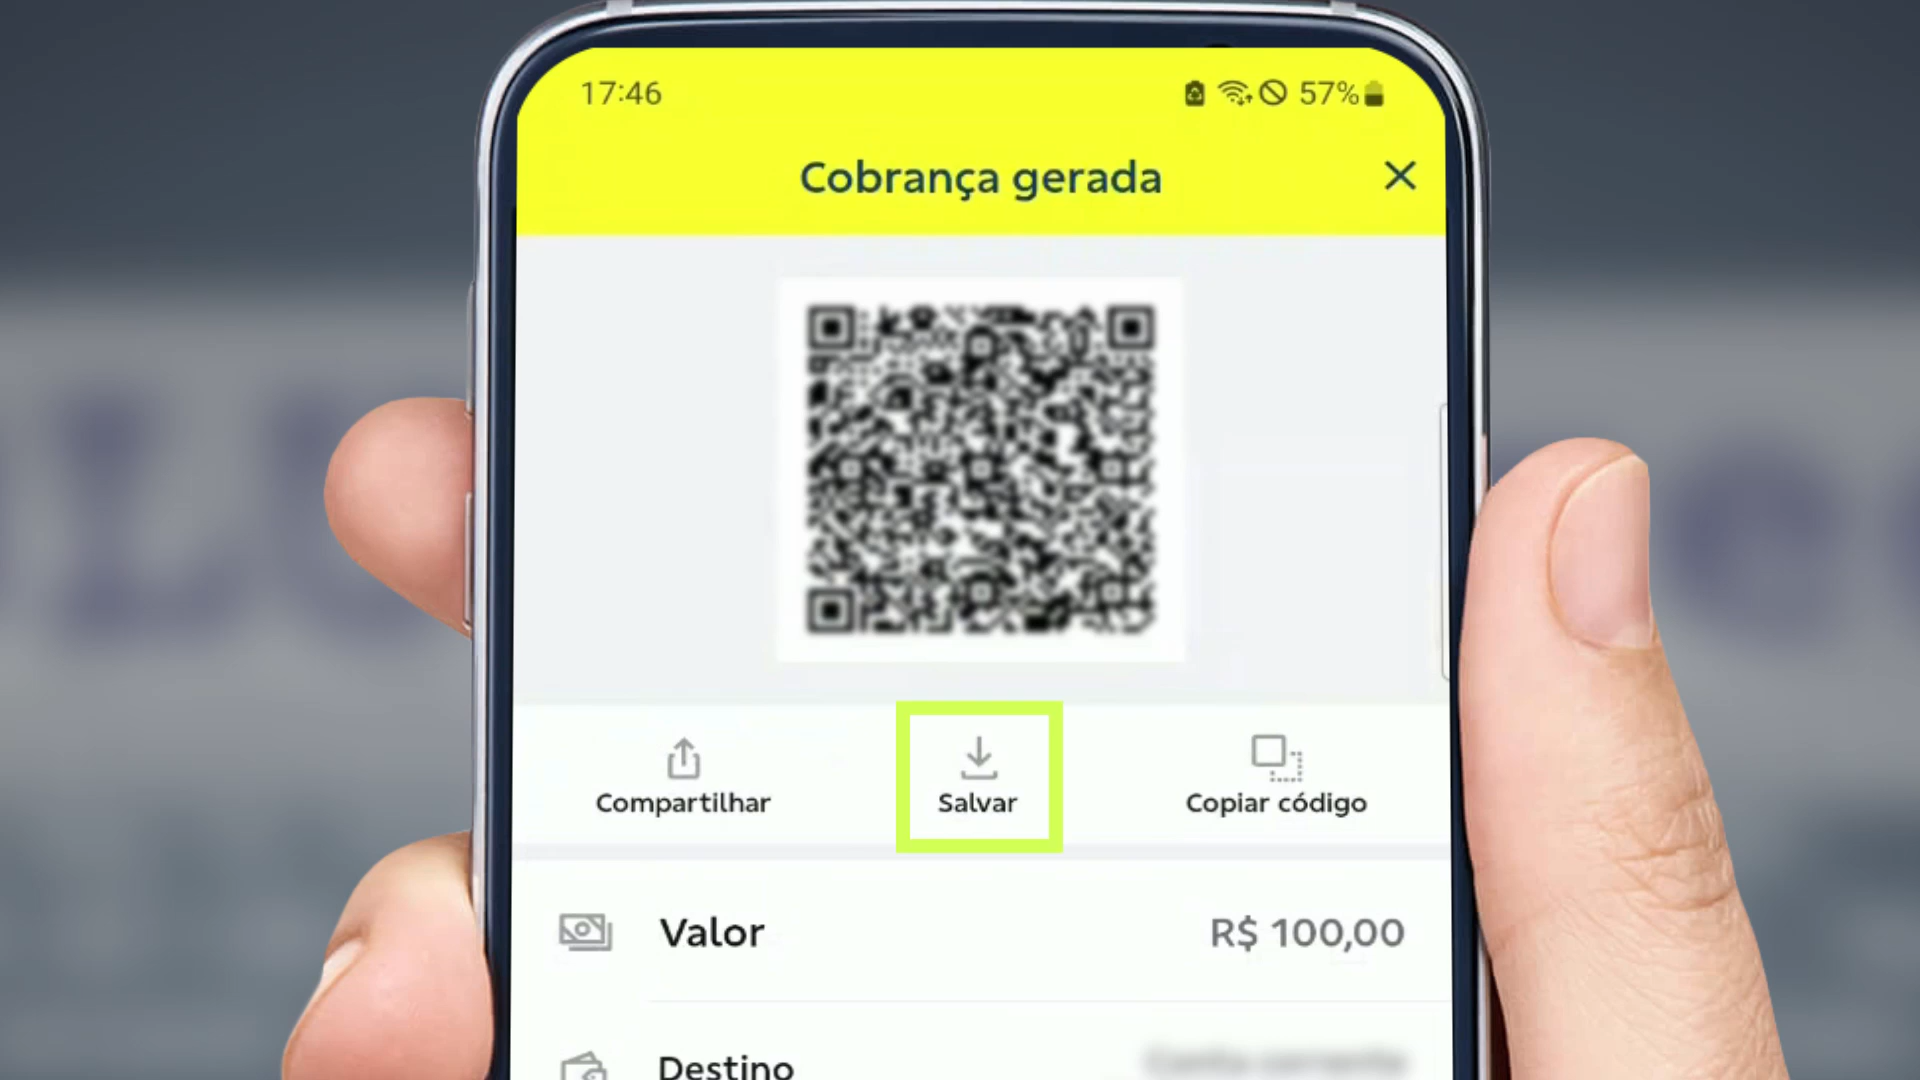 17:46 57%
Cobrança gerada
Compartilhar Salvar Copiar código
Valor R$ 100,00
Destino